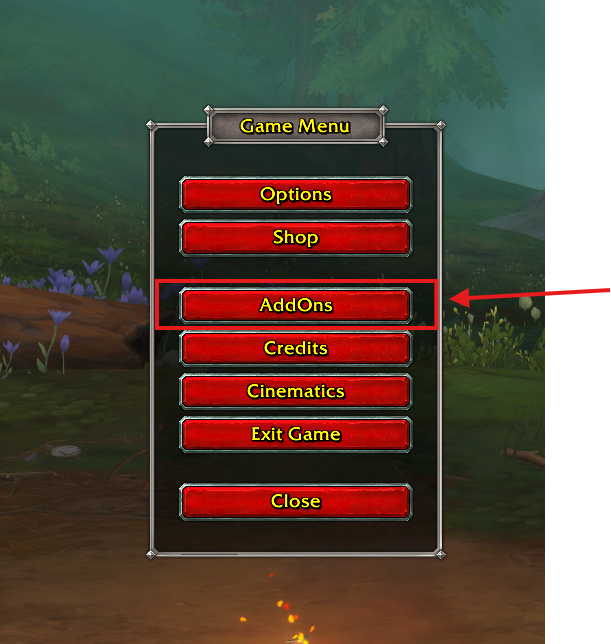 Game Menu
Options
Shop
AddOns
Credits
Cinematics
Exit Game
Close